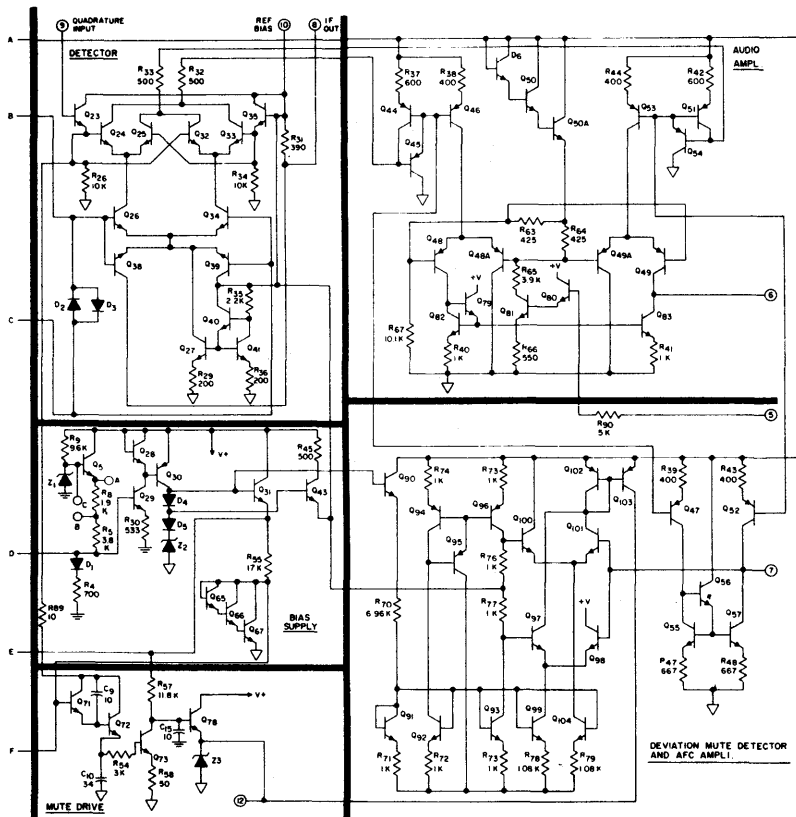 9 QUADRATURE INPUT
REF BIAS 10
8 IF OUT
A
DETECTOR
AUDIO AMPL.
R33 500
R32 500
R37 600
R38 400
D6
Q50
R44 400
R42 600
Q44
Q46
Q53
Q51
Q50A
B
Q23
Q24
Q25
Q32
Q33
Q35
R31 390
Q45
Q54
R26 10K
R34 10K
Q26
Q34
R63 425
R64 425
Q48
Q48A
Q49A
Q49
Q38
Q39
+V
R65 3.9K
+V
Q79
Q80
Q81
D2
D3
R35 2.2K
Q82
Q83
6
C
Q40
R67 10.1K
R40 1K
R66 550
R41 1K
Q27
Q41
R29 200
R36 200
5
R90 5K
R9 9.6K
Q28
V+
R45 500
Q5
Q30
Z1
A
C
B
R8 1.9 K
Q29
D4
Q31
Q43
Q90
R74 1K
R73 1K
Q102
Q103
R39 400
R43 400
Q94
Q96
Q100
Q47
Q52
R5 3.8 K
R30 533
D5
Z2
Q95
Q101
D
D1
R55 17K
R76 1K
7
R4 700
R77 1K
Q56
R89 10
Q65
Q66
Q67
BIAS SUPPLY
R70 6.96K
Q97
+V
Q98
Q55
Q57
E
R47 667
R48 667
R57 11.8K
V+
Q71
C9 10
Q72
Q78
C15 10
Q91
Q92
Q93
Q99
Q104
F
R54 3K
Q73
Z3
R71 1K
R72 1K
R73 1K
R78 1.08K
R79 1.08K
C10 34
R58 50
DEVIATION MUTE DETECTOR
AND AFC AMPLI.
MUTE DRIVE
12